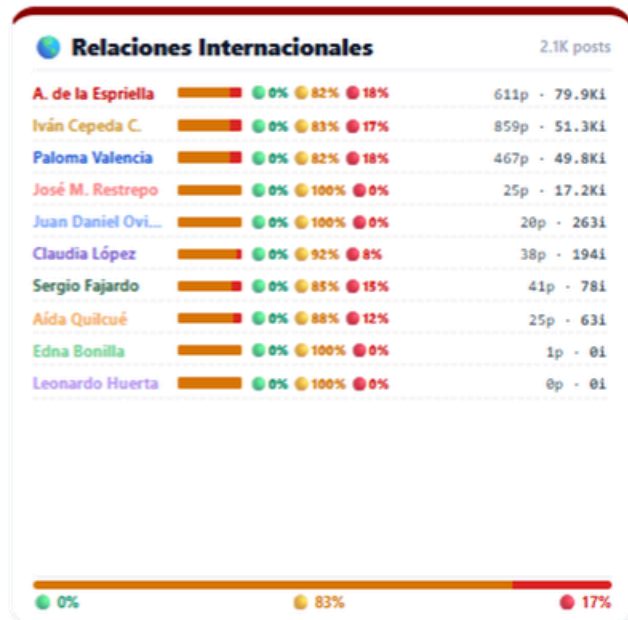 Relaciones Internacionales 2.1K posts
A. de la Espriella 0% 82% 18% 611p · 79.9Ki
Iván Cepeda C. 0% 83% 17% 859p · 51.3Ki
Paloma Valencia 0% 82% 18% 467p · 49.8Ki
José M. Restrepo 0% 100% 0% 25p · 17.2Ki
Juan Daniel Ovi... 0% 100% 0% 20p · 263i
Claudia López 0% 92% 8% 38p · 194i
Sergio Fajardo 0% 85% 15% 41p · 78i
Aída Quilcué 0% 88% 12% 25p · 63i
Edna Bonilla 0% 100% 0% 1p · 0i
Leonardo Huerta 0% 100% 0% 0p · 0i
0% 83% 17%